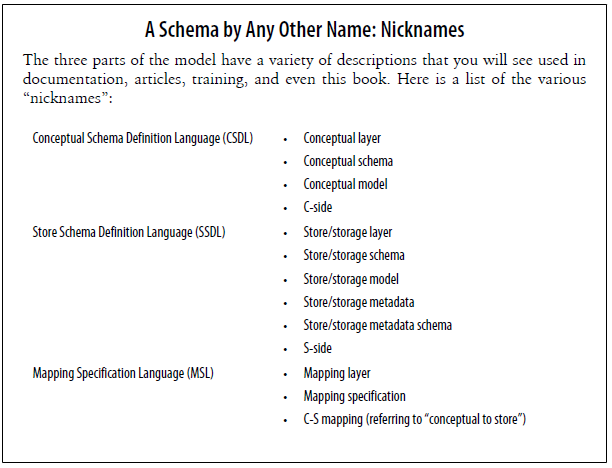 A Schema by Any Other Name: Nicknames
The three parts of the model have a variety of descriptions that you will see used in
documentation, articles, training, and even this book. Here is a list of the various
“nicknames”:
Conceptual Schema Definition Language (CSDL) • Conceptual layer
• Conceptual schema
• Conceptual model
• C-side
Store Schema Definition Language (SSDL) • Store/storage layer
• Store/storage schema
• Store/storage model
• Store/storage metadata
• Store/storage metadata schema
• S-side
Mapping Specification Language (MSL) • Mapping layer
• Mapping specification
• C-S mapping (referring to “conceptual to store”)